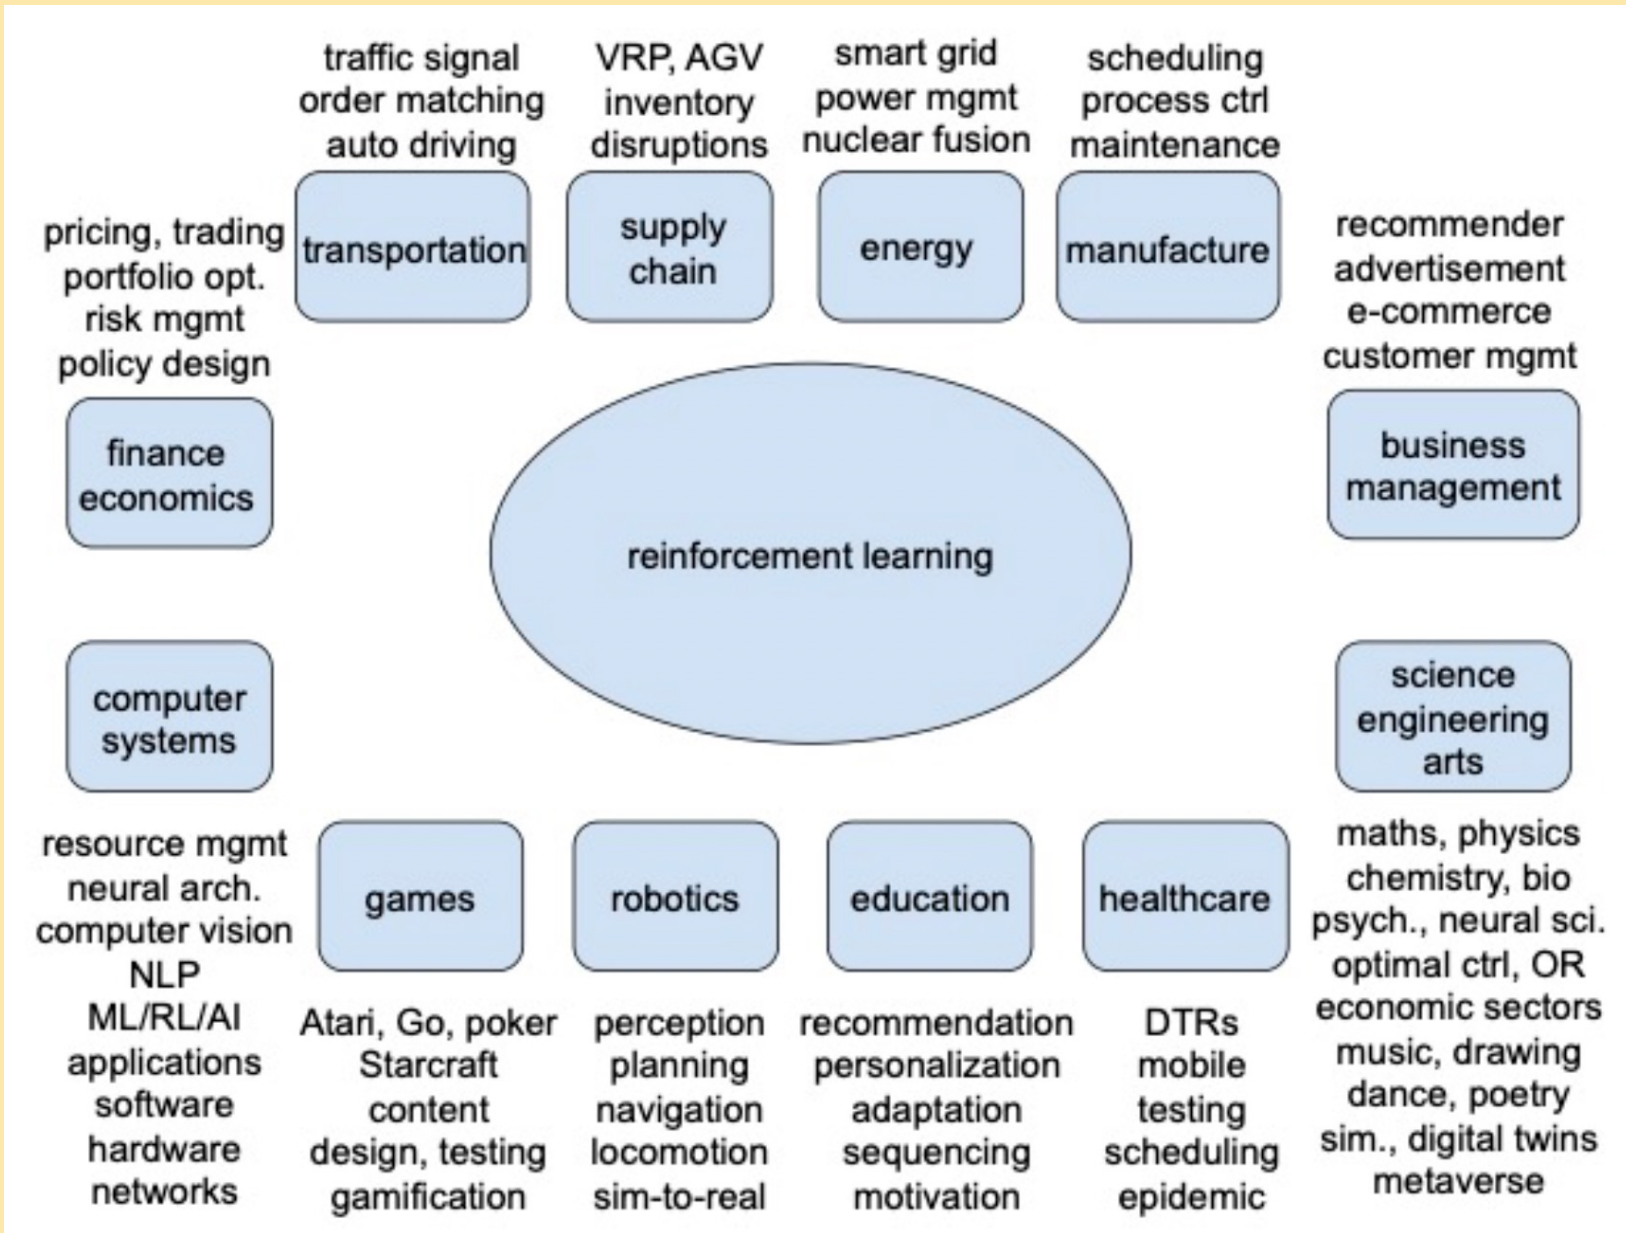 traffic signal
order matching
auto driving
transportation
VRP, AGV
inventory
disruptions
supply
chain
smart grid
power mgmt
nuclear fusion
energy
scheduling
process ctrl
maintenance
manufacture
pricing, trading
portfolio opt.
risk mgmt
policy design
finance
economics
recommender
advertisement
e-commerce
customer mgmt
business
management
reinforcement learning
computer
systems
resource mgmt
neural arch.
computer vision
NLP
ML/RL/AI
applications
software
hardware
networks
games
Atari, Go, poker
Starcraft
content
design, testing
gamification
robotics
perception
planning
navigation
locomotion
sim-to-real
education
recommendation
personalization
adaptation
sequencing
motivation
healthcare
DTRs
mobile
testing
scheduling
epidemic
science
engineering
arts
maths, physics
chemistry, bio
psych., neural sci.
optimal ctrl, OR
economic sectors
music, drawing
dance, poetry
sim., digital twins
metaverse